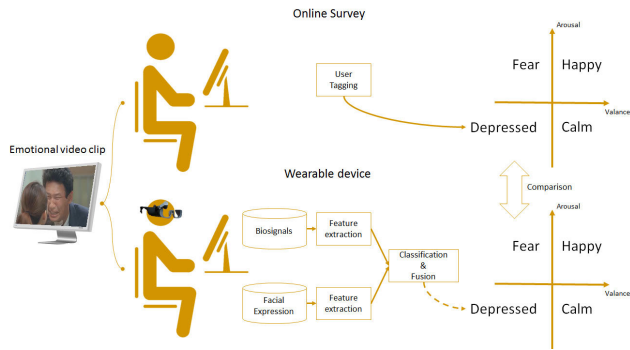 Online Survey
Arousal
User
Tagging
Fear
Happy
Valance
Depressed
Calm
Emotional video clip
Wearable device
Comparison
Arousal
Biosignals
Feature
extraction
Classification
&
Fusion
Fear
Happy
Valance
Facial
Expression
Feature
extraction
Depressed
Calm